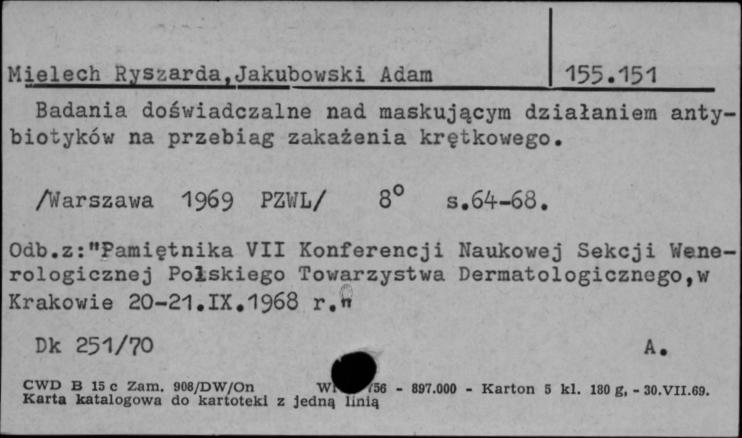 Mielech Ryszarda,Jakubowski Adam 155.151
Badania doświadczalne nad maskującym działaniem anty-
biotyków na przebiag zakażenia krętkowego.
/Warszawa 1969 PZWL/ 8° s.64-68.
Odb.z:"Pamiętnika VII Konferencji Naukowej Sekcji Wene-
rologicznej Polskiego Towarzystwa Dermatologicznego,w
Krakowie 20-21.IX.1968 r."
Dk 251/70 A.
CWD B 15 c Zam. 908/DW/On /56 - 897.000 - Karton 5 kl. 180 g, - 30.VII.69.
Karta katalogowa do kartoteki z jedną linią